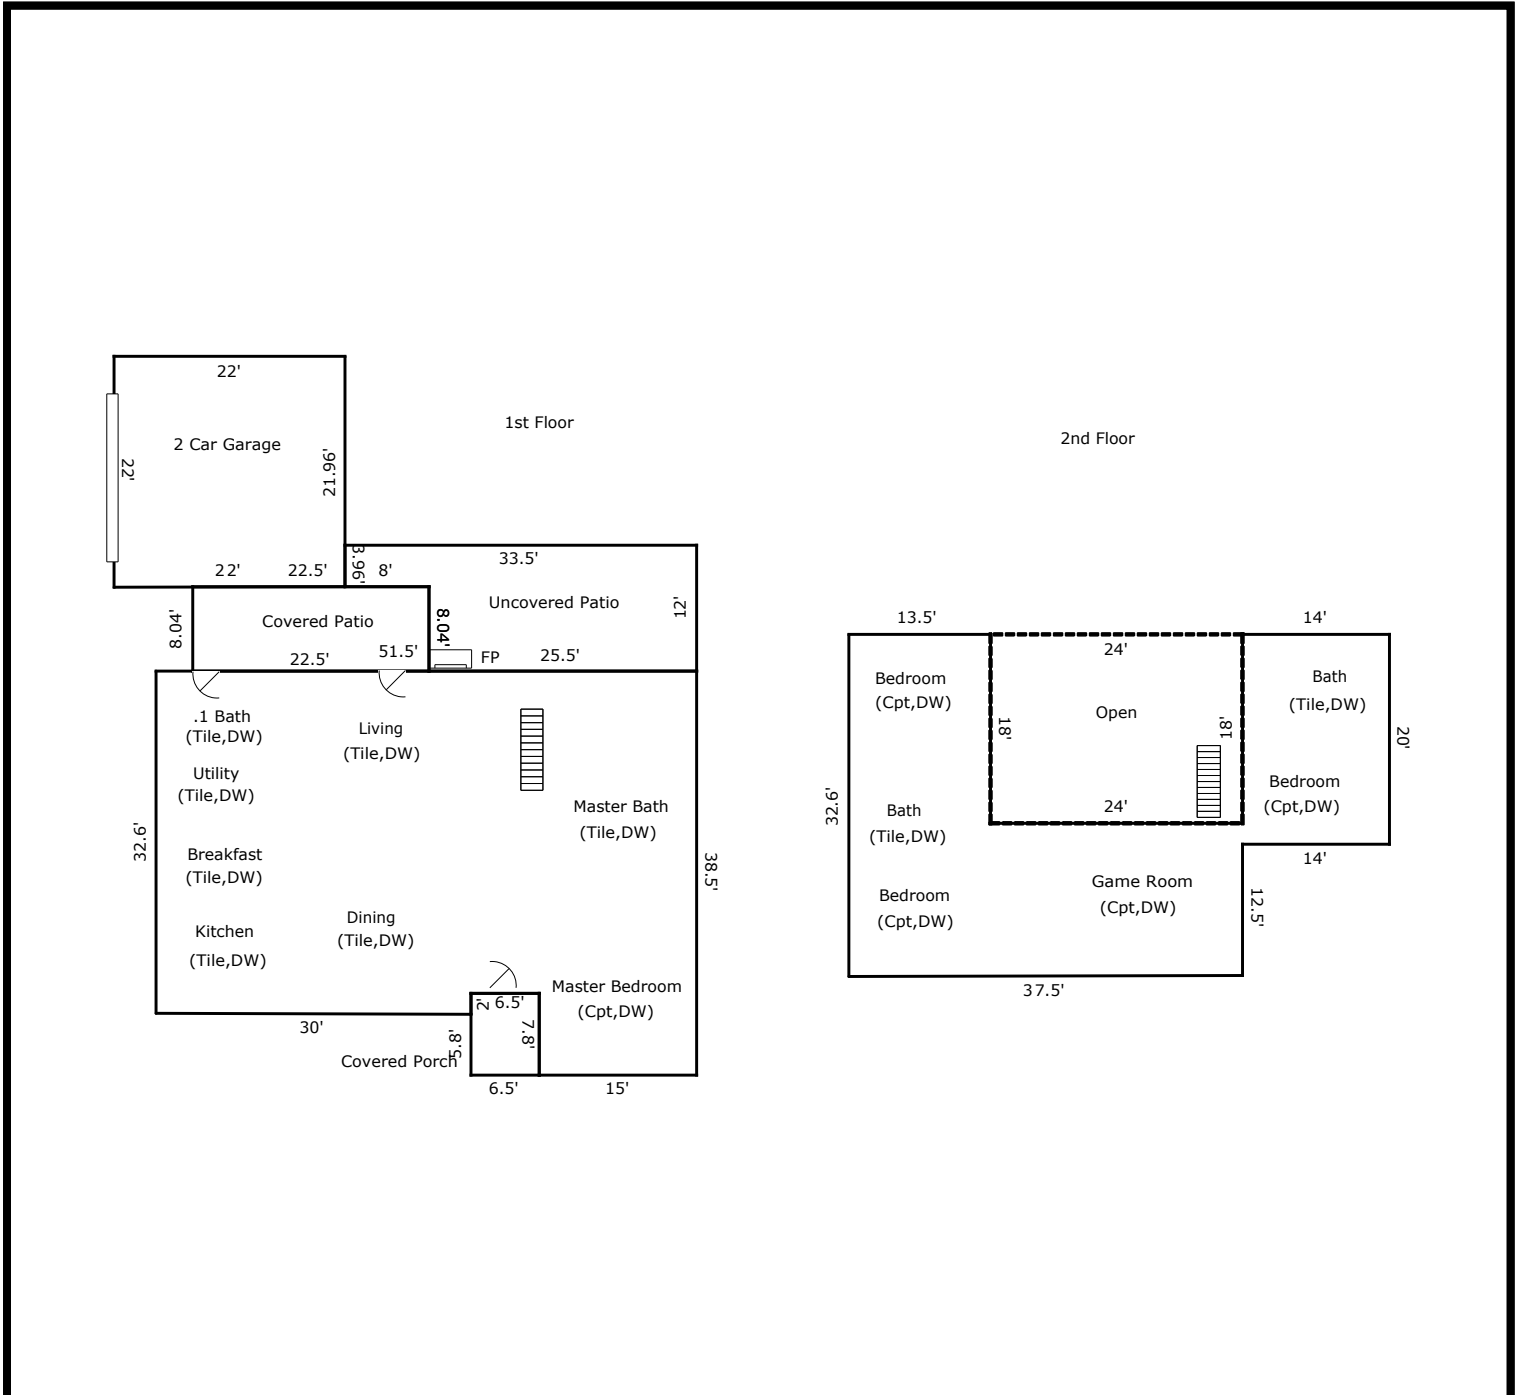 22'
1st Floor
2nd Floor
2 Car Garage
22'
21.96'
33.5'
3.96'
22'
22.5'
8'
Uncovered Patio
12'
8.04'
Covered Patio
8.04'
22.5'
51.5'
FP
25.5'
.1 Bath
(Tile,DW)
Living
(Tile,DW)
Utility
(Tile,DW)
Master Bath
(Tile,DW)
32.6'
Breakfast
(Tile,DW)
38.5'
Kitchen
(Tile,DW)
Dining
(Tile,DW)
Master Bedroom
(Cpt,DW)
2'
6.5'
7.8'
30'
5.8'
Covered Porch
6.5'
15'
13.5'
24'
14'
Bedroom
(Cpt,DW)
Open
Bath
(Tile,DW)
18'
18'
20'
Bedroom
(Cpt,DW)
32.6'
Bath
(Tile,DW)
24'
14'
Game Room
(Cpt,DW)
Bedroom
(Cpt,DW)
12.5'
37.5'